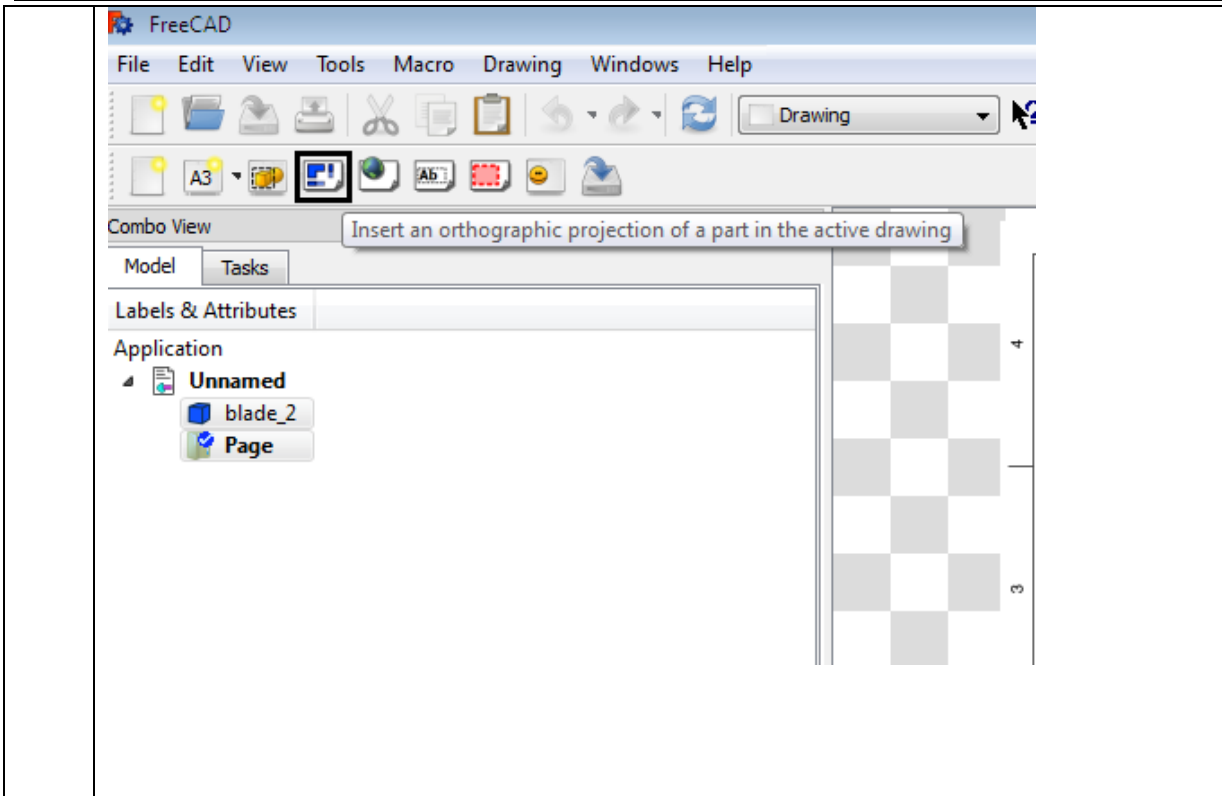 FreeCAD
File Edit View Tools Macro Drawing Windows Help
Drawing
A3
Ab
Combo View
Insert an orthographic projection of a part in the active drawing
Model Tasks
Labels & Attributes
Application
Unnamed
blade_2
Page
4
3